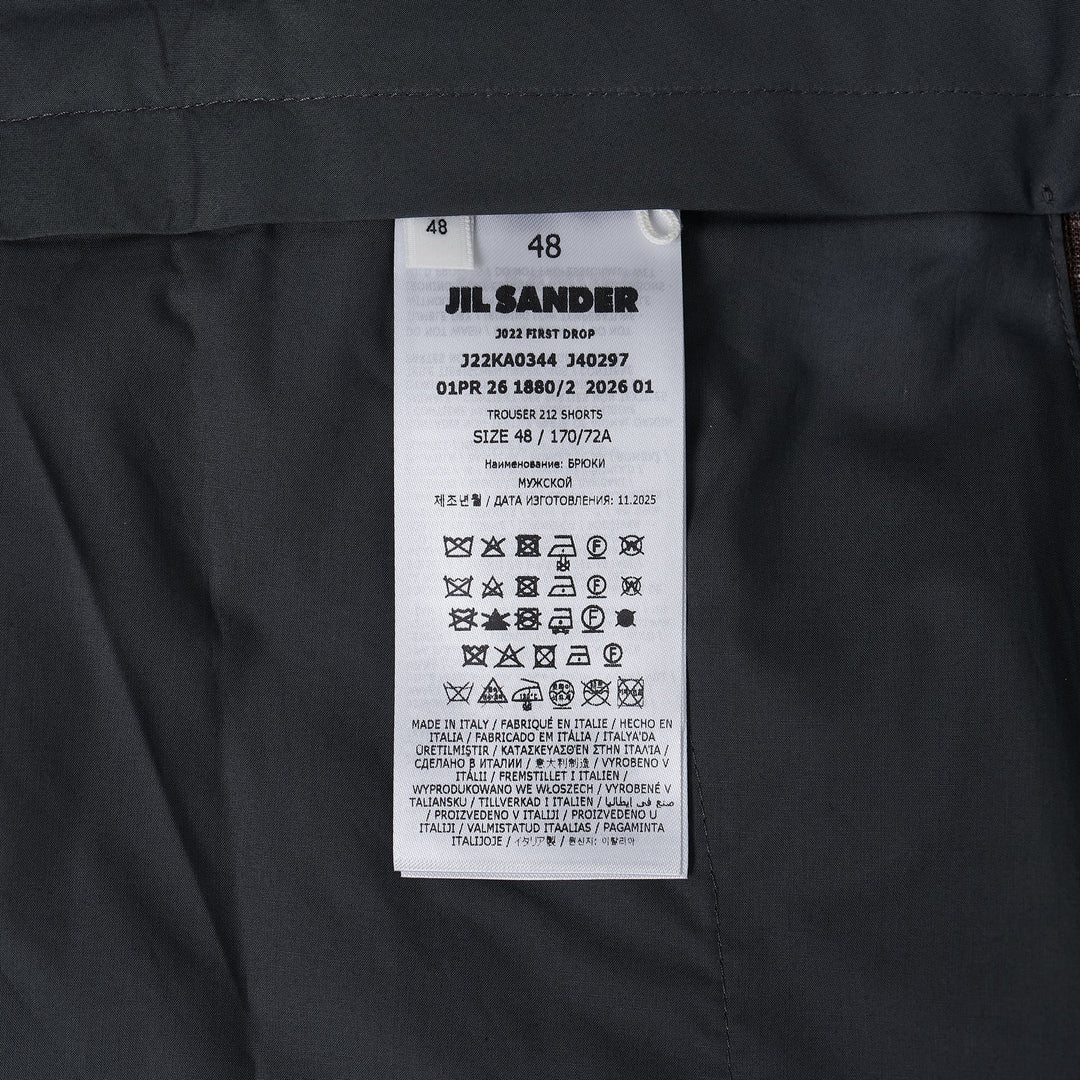 48
48
JIL SANDER
J022 FIRST DROP
J22KA0344 J40297
01PR 26 1880/2 2026 01
TROUSER 212 SHORTS
SIZE 48 / 170/72A
Наименование: БРЮКИ
МУЖСКОЙ
제조년월 / ДАТА ИЗГОТОВЛЕНИЯ: 11.2025
F W
F W
F
F
MADE IN ITALY / FABRIQUÉ EN ITALIE / HECHO EN
ITALIA / FABRICADO EM ITÁLIA / ITALYA'DA
ÜRETILMIŞTIR / ΚΑΤΑΣΚΕΥΑΣΘΈΝ ΣΤΗΝ ΙΤΑΛΊΑ /
СДЕЛАНО В ИТАЛИИ / 意大利制造 / VYROBENO V
ITÁLII / FREMSTILLET I ITALIEN /
WYPRODUKOWANO WE WŁOSZECH / VYROBENÉ V
TALIANSKU / TILLVERKAD I ITALIEN / صنع في إيطاليا
/ PROIZVEDENO V ITALIJI / PROIZVEDENO U
ITALIJI / VALMISTATUD ITAALIAS / PAGAMINTA
ITALIJOJE / イタリア製 / 원산지: 이탈리아